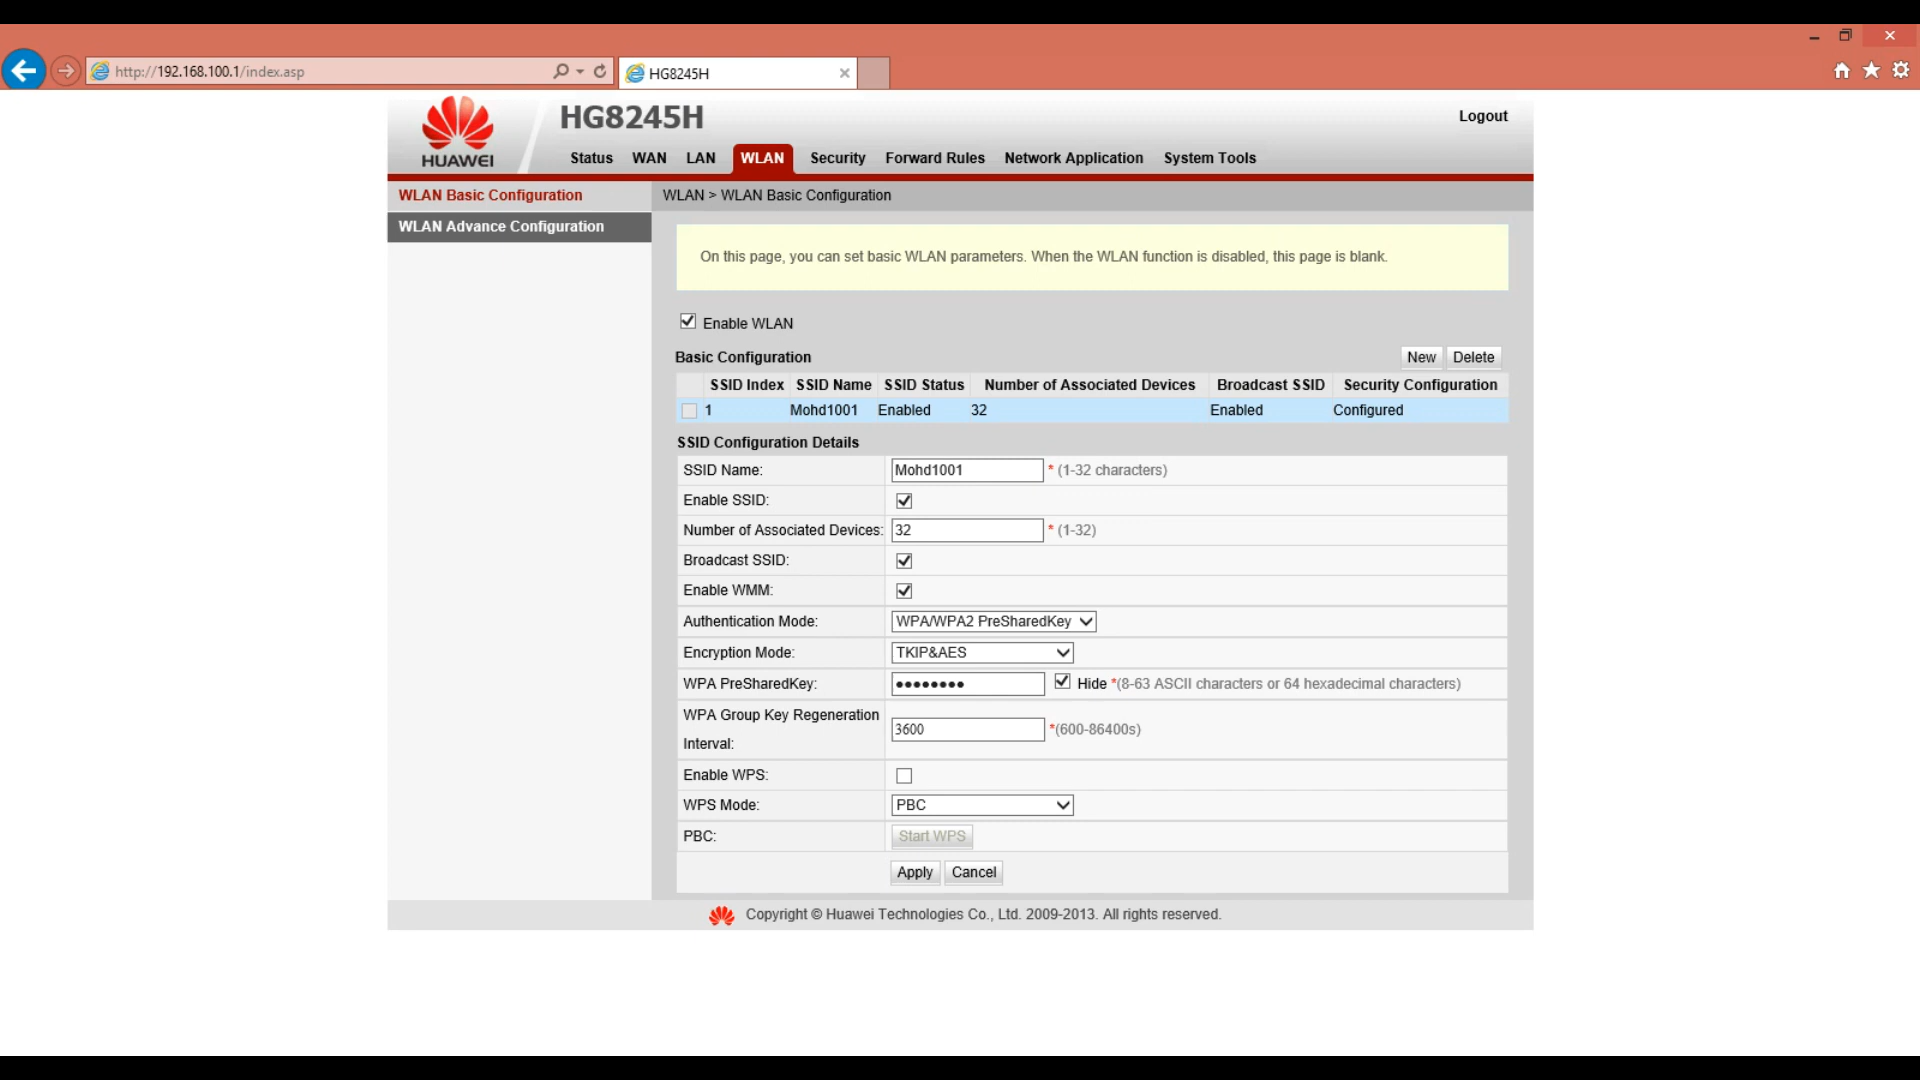 http://192.168.100.1/index.asp
HG8245H
HUAWEI
HG8245H
Logout
Status WAN LAN WLAN Security Forward Rules Network Application System Tools
WLAN Basic Configuration
WLAN > WLAN Basic Configuration
WLAN Advance Configuration
On this page, you can set basic WLAN parameters. When the WLAN function is disabled, this page is blank.
Enable WLAN
Basic Configuration
New Delete
SSID Index SSID Name SSID Status Number of Associated Devices Broadcast SSID Security Configuration
1 Mohd1001 Enabled 32 Enabled Configured
SSID Configuration Details
SSID Name: Mohd1001 * (1-32 characters)
Enable SSID:
Number of Associated Devices: 32 * (1-32)
Broadcast SSID:
Enable WMM:
Authentication Mode: WPA/WPA2 PreSharedKey
Encryption Mode: TKIP&AES
WPA PreSharedKey: ●●●●●●●● Hide *(8-63 ASCII characters or 64 hexadecimal characters)
WPA Group Key Regeneration
Interval:
3600 *(600-86400s)
Enable WPS:
WPS Mode: PBC
PBC: Start WPS
Apply Cancel
Copyright © Huawei Technologies Co., Ltd. 2009-2013. All rights reserved.